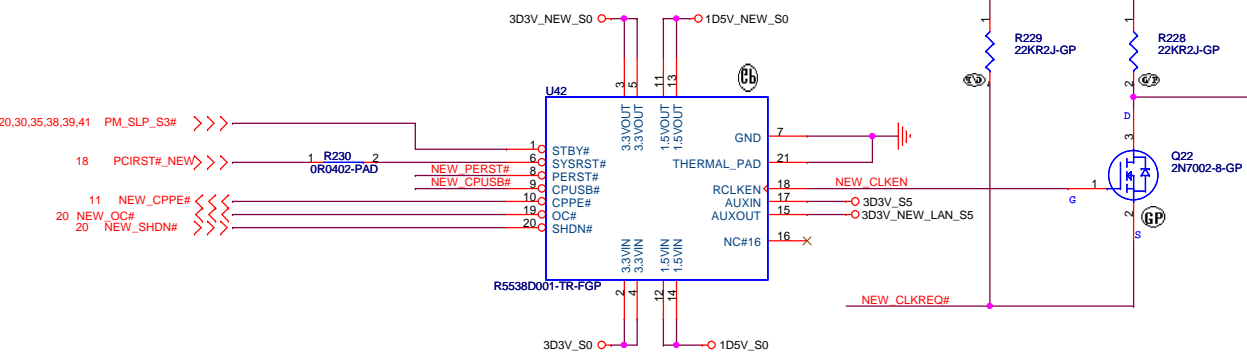 3D3V_NEW_S0
1D5V_NEW_S0
1
1
R229
22KR2J-GP
R228
22KR2J-GP
3
5
11
13
2
U42
3.3VOUT
3.3VOUT
1.5VOUT
1.5VOUT
20,30,35,38,39,41 PM_SLP_S3#
D
GND
7
3
1
STBY#
18 PCIRST#_NEW
1
R230
2
0R0402-PAD
6
SYSRST#
THERMAL_PAD
21
Q22
2N7002-8-GP
NEW_PERST#
8
PERST#
NEW_CPUSB#
9
CPUSB#
RCLKEN
18
NEW_CLKEN
1
11 NEW_CPPE#
10
CPPE#
AUXIN
17
3D3V_S5
G
20 NEW_OC#
19
OC#
AUXOUT
15
3D3V_NEW_LAN_S5
2
GP
20 NEW_SHDN#
20
SHDN#
NC#16
16
S
3.3VIN
3.3VIN
1.5VIN
1.5VIN
R5538D001-TR-FGP
2
4
12
14
NEW_CLKREQ#
3D3V_S0
1D5V_S0